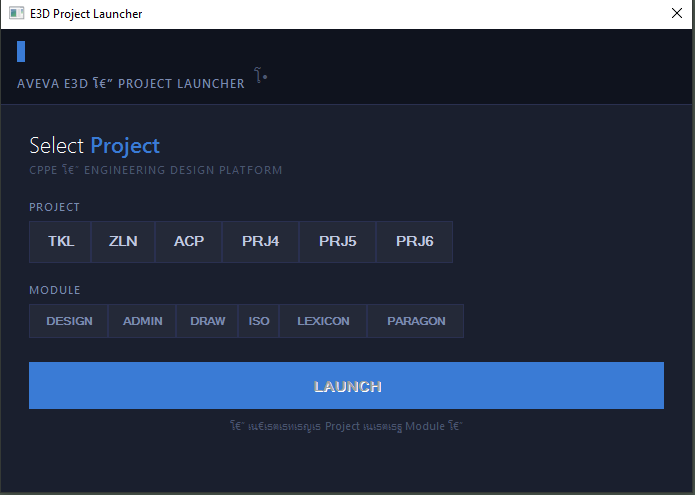 E3D Project Launcher
AVEVA E3D โ€” PROJECT LAUNCHER โ•
Select Project
CPPE โ€” ENGINEERING DESIGN PLATFORM
PROJECT
TKL ZLN ACP PRJ4 PRJ5 PRJ6
MODULE
DESIGN ADMIN DRAW ISO LEXICON PARAGON
LAUNCH
Project Module